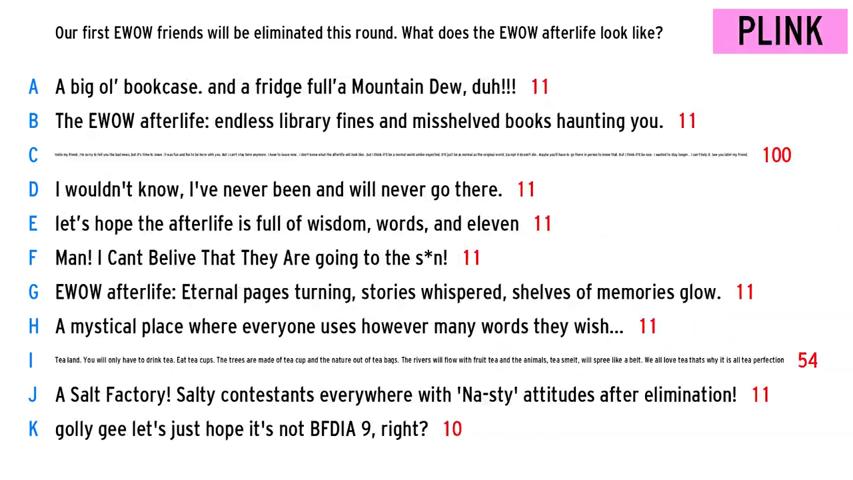 Our first EWOW friends will be eliminated this round. What does the EWOW afterlife look like?
PLINK
A A big ol’ bookcase. and a fridge full’a Mountain Dew, duh!!! 11
B The EWOW afterlife: endless library fines and misshelved books haunting you. 11
C 100
D I wouldn't know, I've never been and will never go there. 11
E let’s hope the afterlife is full of wisdom, words, and eleven 11
F Man! I Cant Belive That They Are going to the s*n! 11
G EWOW afterlife: Eternal pages turning, stories whispered, shelves of memories glow. 11
H A mystical place where everyone uses however many words they wish... 11
I Tea land. You will only have to drink tea. Eat tea cups. The trees are made of tea cup and the nature out of tea bags. The rivers will flow with fruit tea and the animals, tea smelt, will spree like a belt. We all love tea thats why it is all tea perfection 54
J A Salt Factory! Salty contestants everywhere with 'Na-sty' attitudes after elimination! 11
K golly gee let's just hope it's not BFDIA 9, right? 10